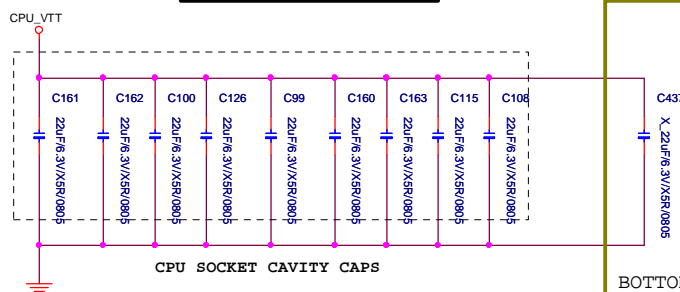 CPU_VTT
C161
C162
C100
C126
C99
C160
C163
C115
C108
C437
22uF/6.3V/X5R/0805
22uF/6.3V/X5R/0805
22uF/6.3V/X5R/0805
22uF/6.3V/X5R/0805
22uF/6.3V/X5R/0805
22uF/6.3V/X5R/0805
22uF/6.3V/X5R/0805
22uF/6.3V/X5R/0805
22uF/6.3V/X5R/0805
X_22uF/6.3V/X5R/0805
CPU SOCKET CAVITY CAPS